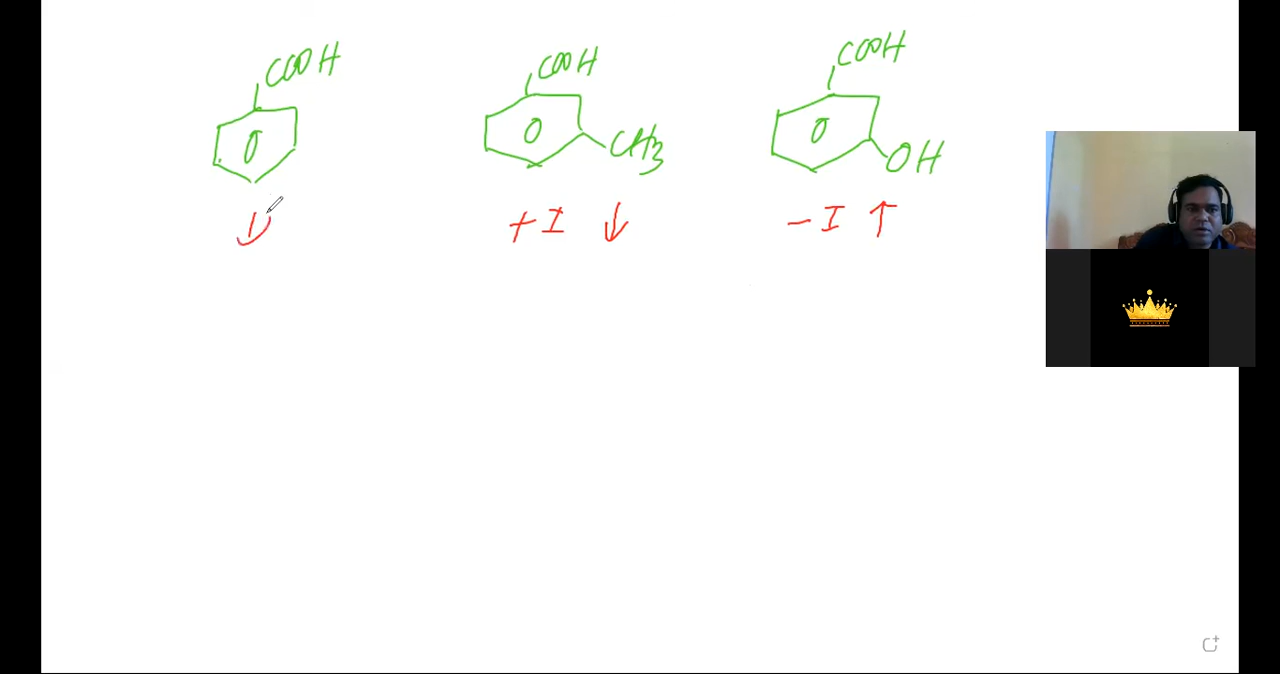 COOH COOH COOH
CH3 OH
+I ↓ -I ↑